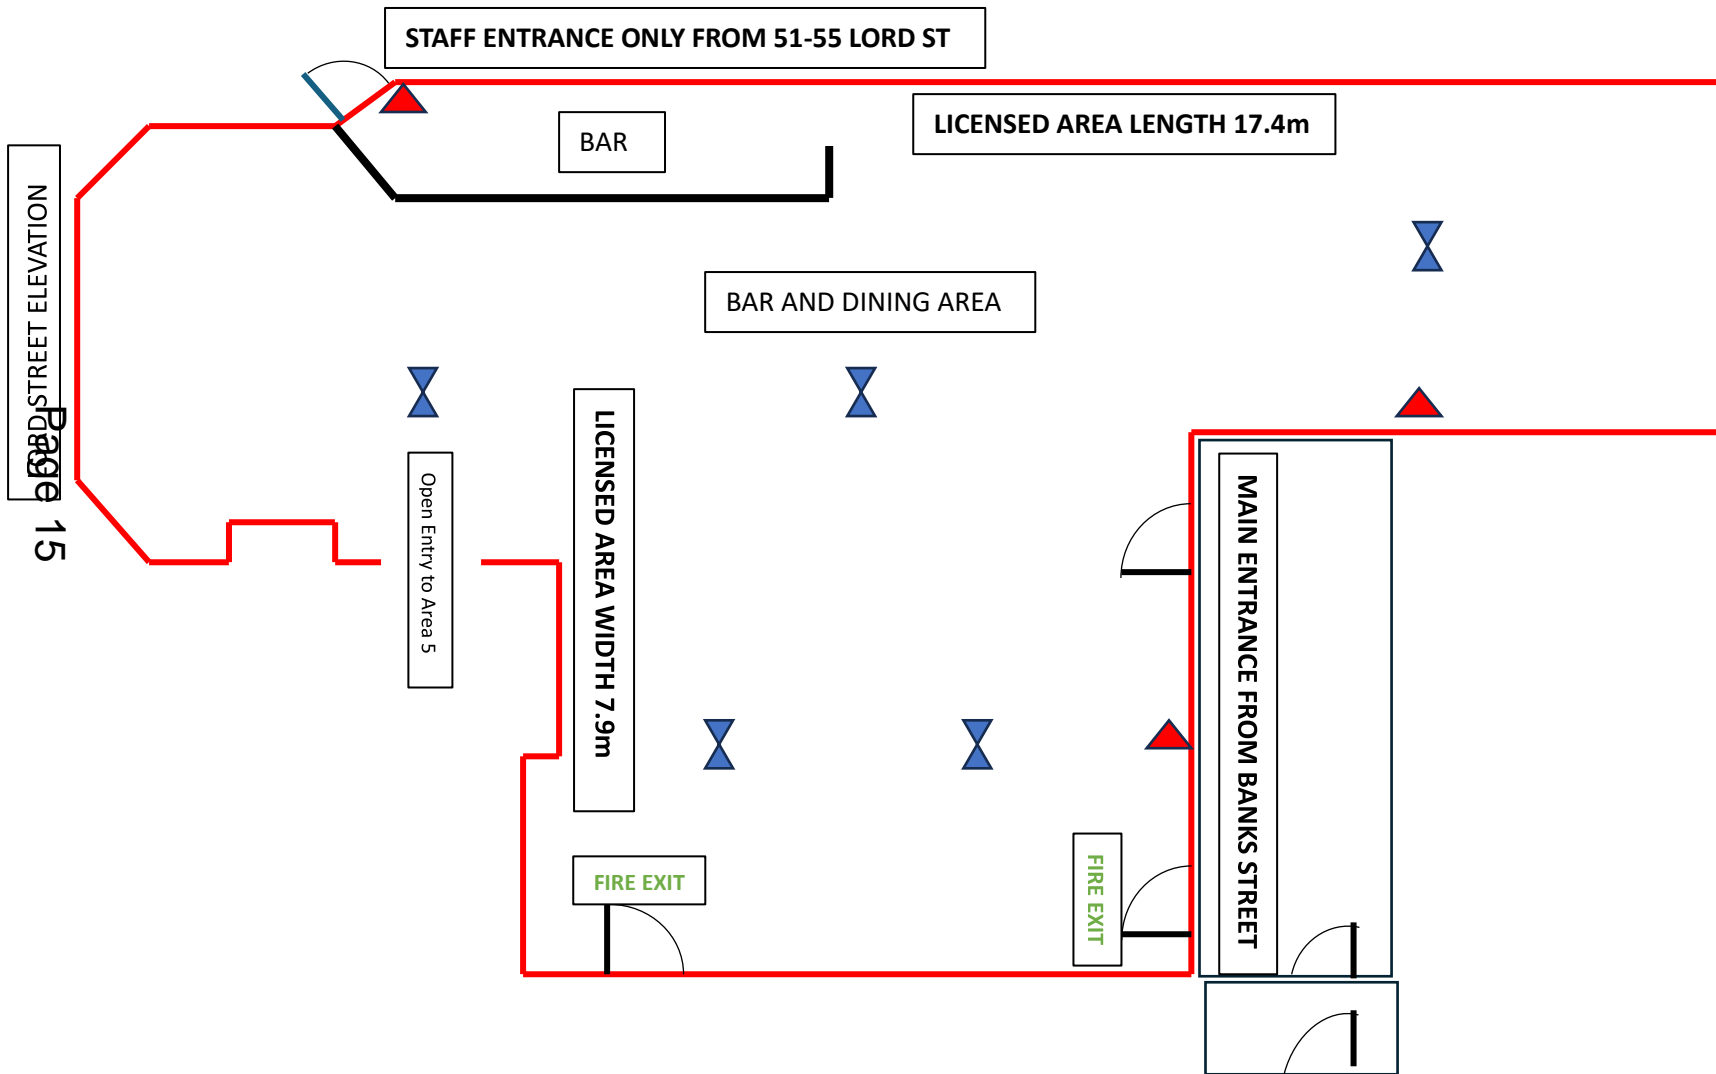 STAFF ENTRANCE ONLY FROM 51-55 LORD ST
LICENSED AREA LENGTH 17.4m
BAR
LORD STREET ELEVATION
BAR AND DINING AREA
Page 15
Open Entry to Area 5
LICENSED AREA WIDTH 7.9m
MAIN ENTRANCE FROM BANKS STREET
FIRE EXIT
FIRE EXIT